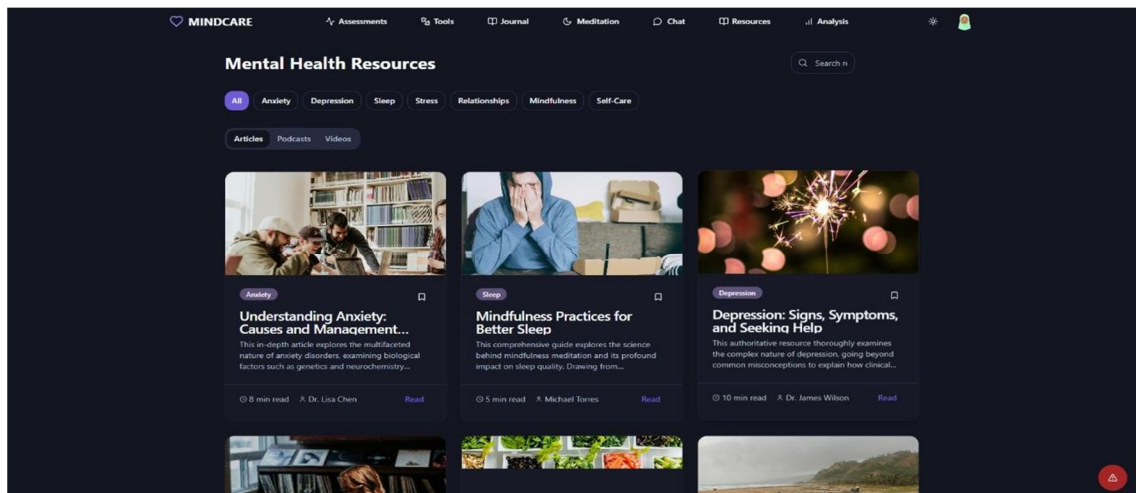 MINDCARE
Assessments
Tools
Journal
Meditation
Chat
Resources
Analysis
Mental Health Resources
Search r
All
Anxiety
Depression
Sleep
Stress
Relationships
Mindfulness
Self-Care
Articles
Podcasts
Videos
Anxiety
Understanding Anxiety:
Causes and Management...
This in-depth article explores the multifaceted
nature of anxiety disorders, examining biological
factors such as genetics and neurochemistry...
8 min read
Dr. Lisa Chen
Read
Sleep
Mindfulness Practices for
Better Sleep
This comprehensive guide explores the science
behind mindfulness meditation and its profound
impact on sleep quality. Drawing from...
5 min read
Michael Torres
Read
Depression
Depression: Signs, Symptoms,
and Seeking Help
This authoritative resource thoroughly examines
the complex nature of depression, going beyond
common misconceptions to explain how clinical...
10 min read
Dr. James Wilson
Read